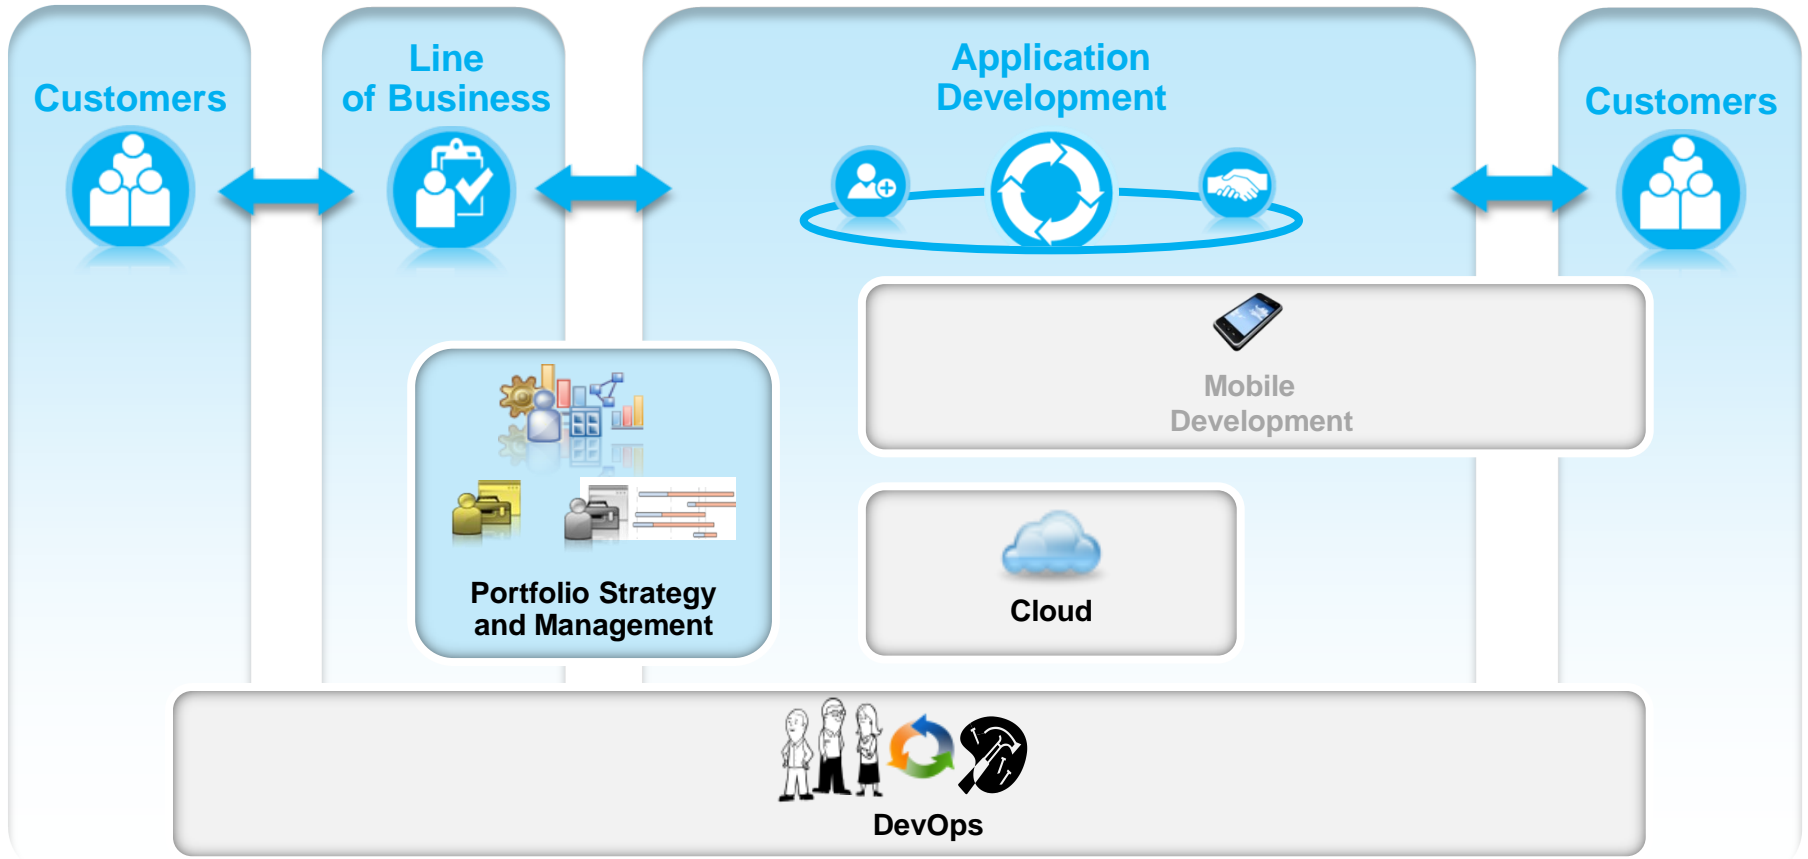 Customers
Line
of Business
Application
Development
Customers
Mobile
Development
Portfolio Strategy
and Management
Cloud
DevOps